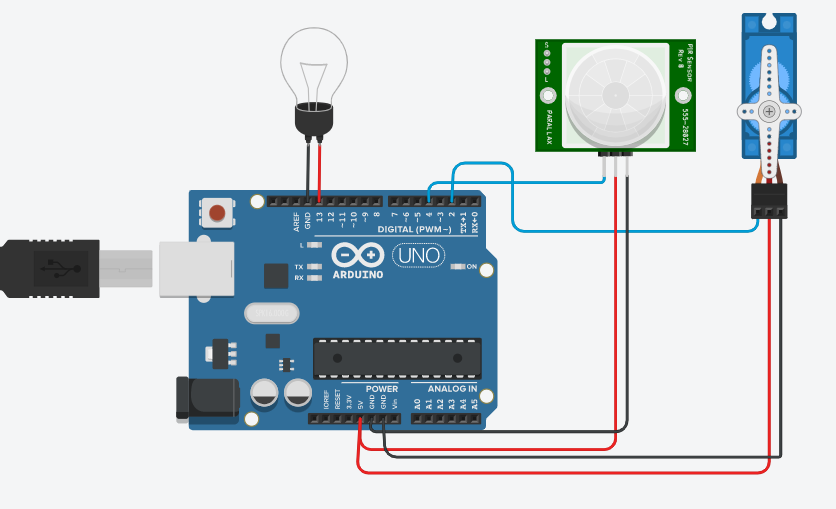 S
L
PARALLAX
PIR SENSOR
REV B
555-28027
AREF
GND
13
12
~11
~10
~9
8
7
~6
~5
4
~3
2
TX→1
RX←0
DIGITAL (PWM~)
L
TX
RX
UNO
ARDUINO
ON
POWER
ANALOG IN
IOREF
RESET
3.3V
5V
GND
GND
Vin
A0
A1
A2
A3
A4
A5